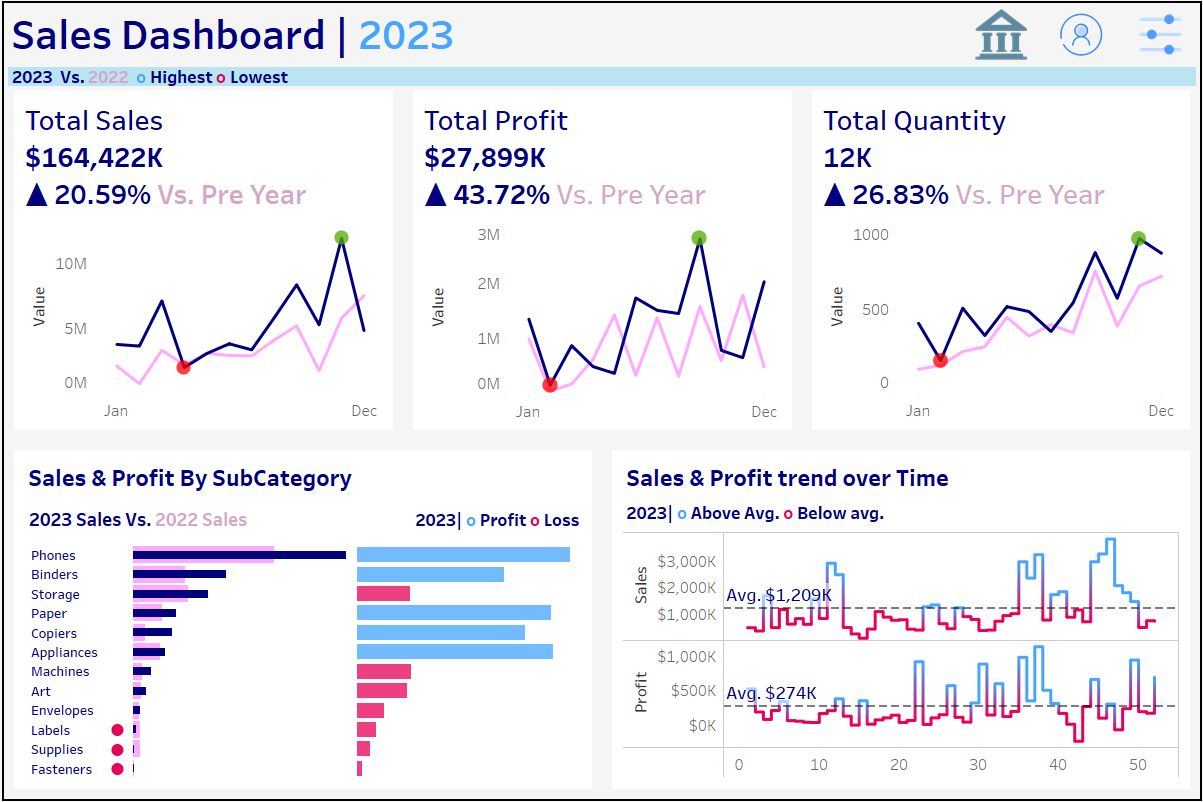 Sales Dashboard | 2023
2023 Vs. 2022 o Highest o Lowest
Total Sales
$164,422K
▲ 20.59% Vs. Pre Year
Value
10M
5M
0M
Jan
Dec
Total Profit
$27,899K
▲ 43.72% Vs. Pre Year
Value
3M
2M
1M
0M
Jan
Dec
Total Quantity
12K
▲ 26.83% Vs. Pre Year
Value
1000
500
0
Jan
Dec
Sales & Profit By SubCategory
2023 Sales Vs. 2022 Sales
2023| o Profit o Loss
Phones
Binders
Storage
Paper
Copiers
Appliances
Machines
Art
Envelopes
Labels
Supplies
Fasteners
Sales & Profit trend over Time
2023| o Above Avg. o Below avg.
Sales
$3,000K
$2,000K
$1,000K
Avg. $1,209K
Profit
$1,000K
$500K
$0K
Avg. $274K
0 10 20 30 40 50